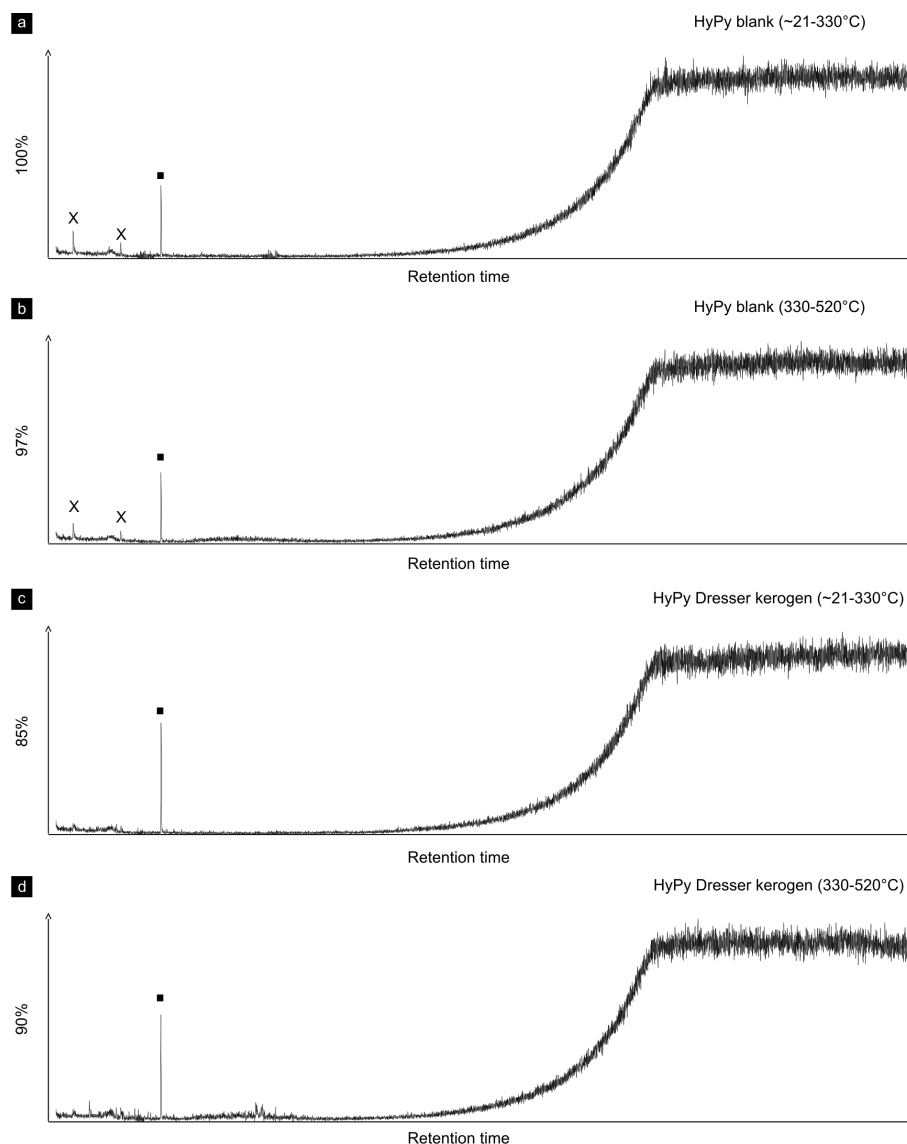 a
HyPy blank (~21-330°C)
100%
X
X
Retention time
b
HyPy blank (330-520°C)
97%
X
X
Retention time
c
HyPy Dresser kerogen (~21-330°C)
85%
Retention time
d
HyPy Dresser kerogen (330-520°C)
90%
Retention time